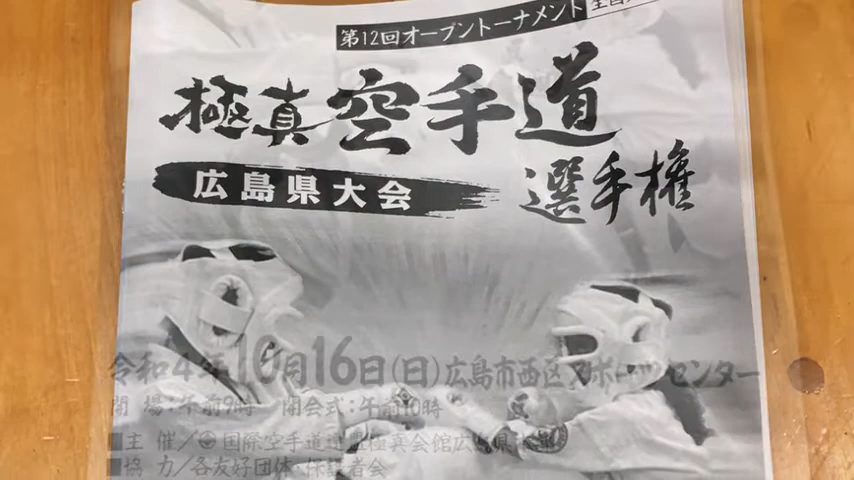 第12回オープントーナメント
極真空手道
広島県大会
選手権
令和4年10月16日(日)広島市西区スポーツセンター
開 場:午前9時 開会式:午前10時
■主 催/国際空手道連盟極真会館広島県
■協 力/各友好団体・保護者会